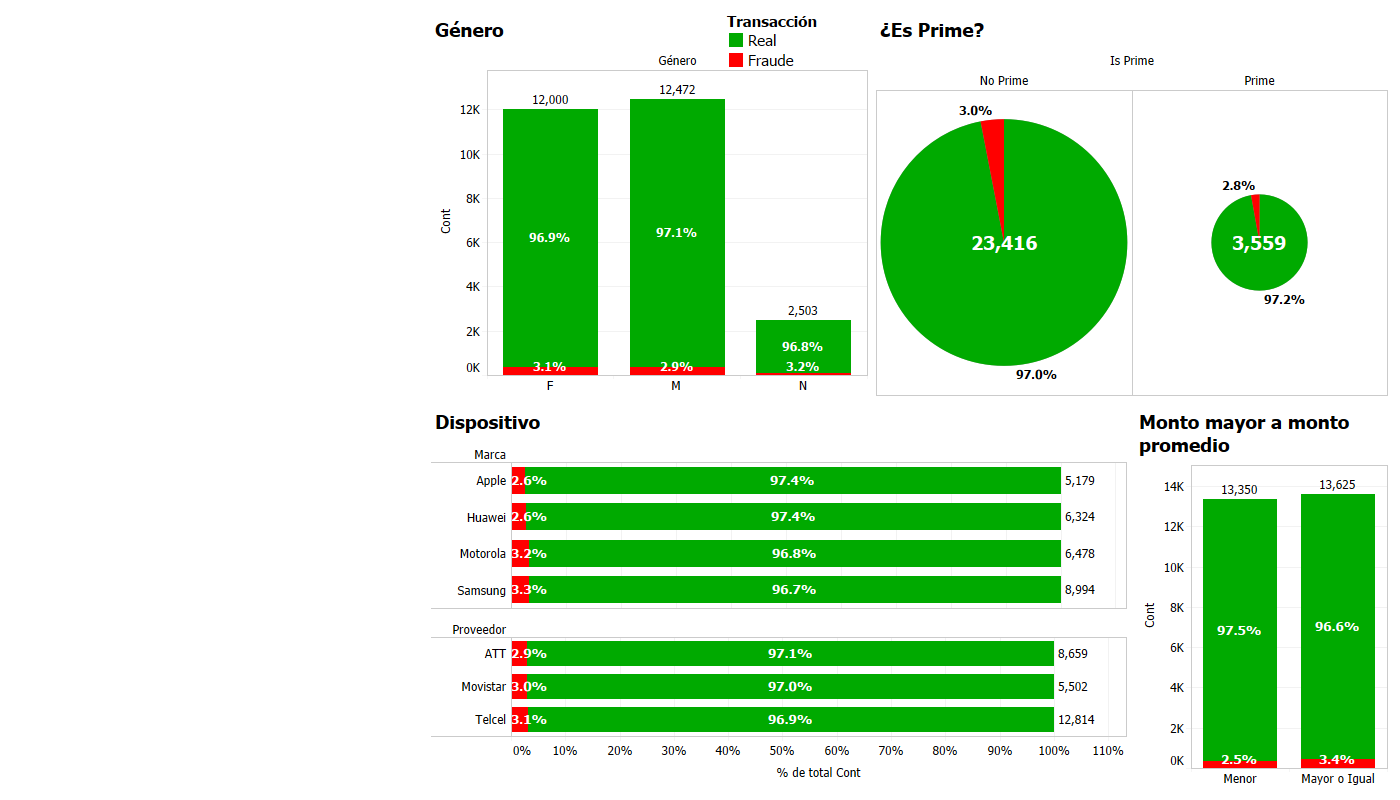 Género
Transacción
Real
Fraude
Género
12,000
12,472
2,503
12K
10K
8K
6K
4K
2K
0K
Cont
96.9%
97.1%
96.8%
3.1%
2.9%
3.2%
F
M
N
¿Es Prime?
Is Prime
No Prime
Prime
3.0%
23,416
97.0%
2.8%
3,559
97.2%
Dispositivo
Marca
Apple 2.6% 97.4% 5,179
Huawei 2.6% 97.4% 6,324
Motorola 3.2% 96.8% 6,478
Samsung 3.3% 96.7% 8,994
Proveedor
ATT 2.9% 97.1% 8,659
Movistar 3.0% 97.0% 5,502
Telcel 3.1% 96.9% 12,814
0% 10% 20% 30% 40% 50% 60% 70% 80% 90% 100% 110%
% de total Cont
Monto mayor a monto
promedio
13,350
13,625
14K
12K
10K
8K
6K
4K
2K
0K
Cont
97.5%
96.6%
2.5%
3.4%
Menor
Mayor o Igual